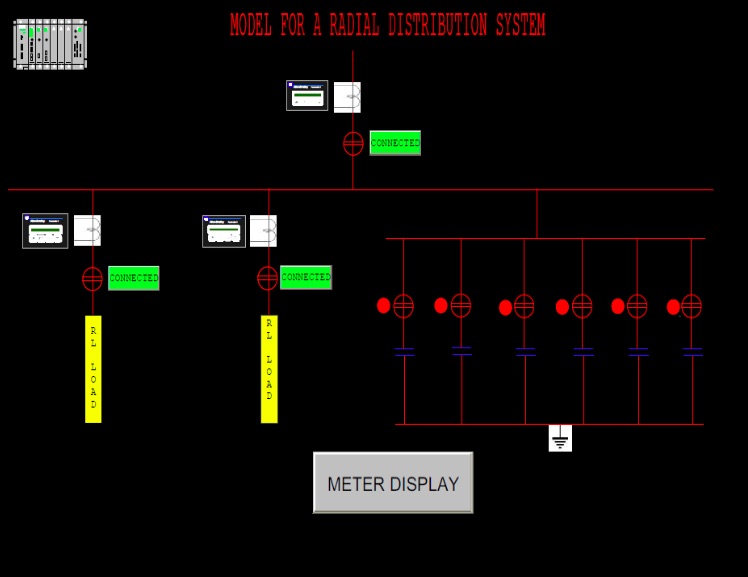 MODEL FOR A RADIAL DISTRIBUTION SYSTEM
CONNECTED
CONNECTED
CONNECTED
RL LOAD
RL LOAD
METER DISPLAY